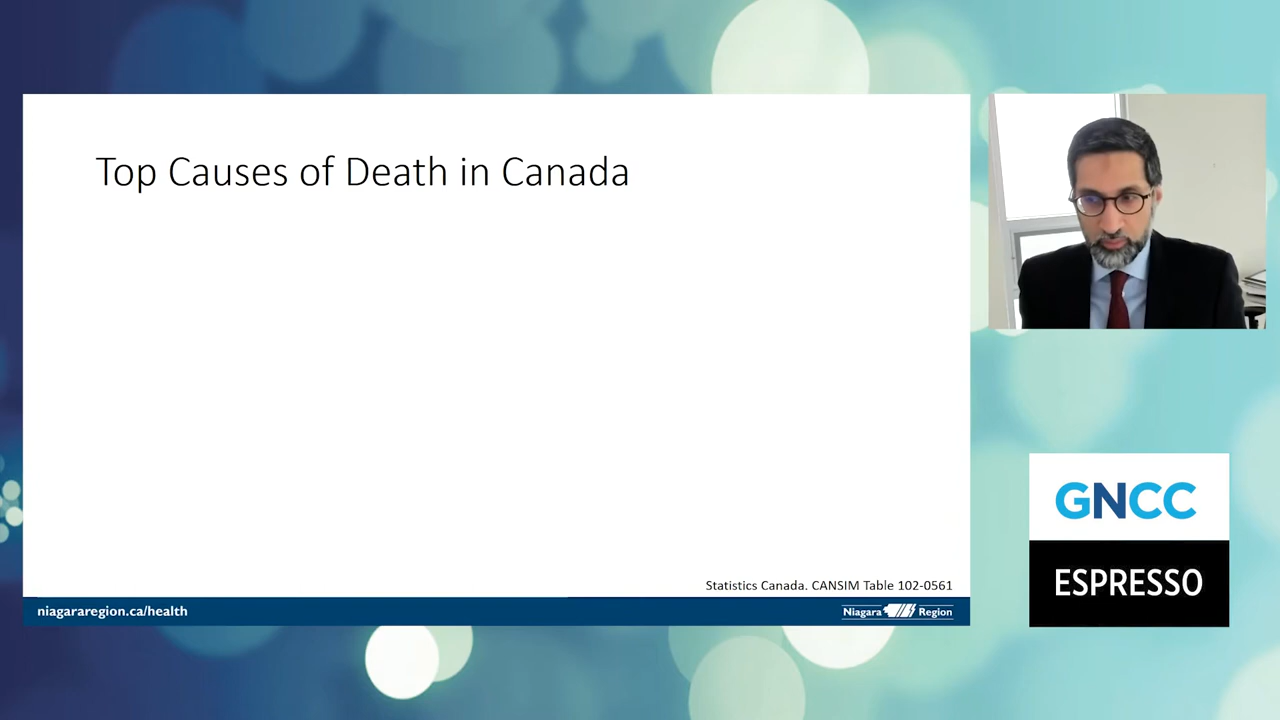 Top Causes of Death in Canada
Statistics Canada. CANSIM Table 102-0561
niagararegion.ca/health
Niagara Region
GNCC
ESPRESSO